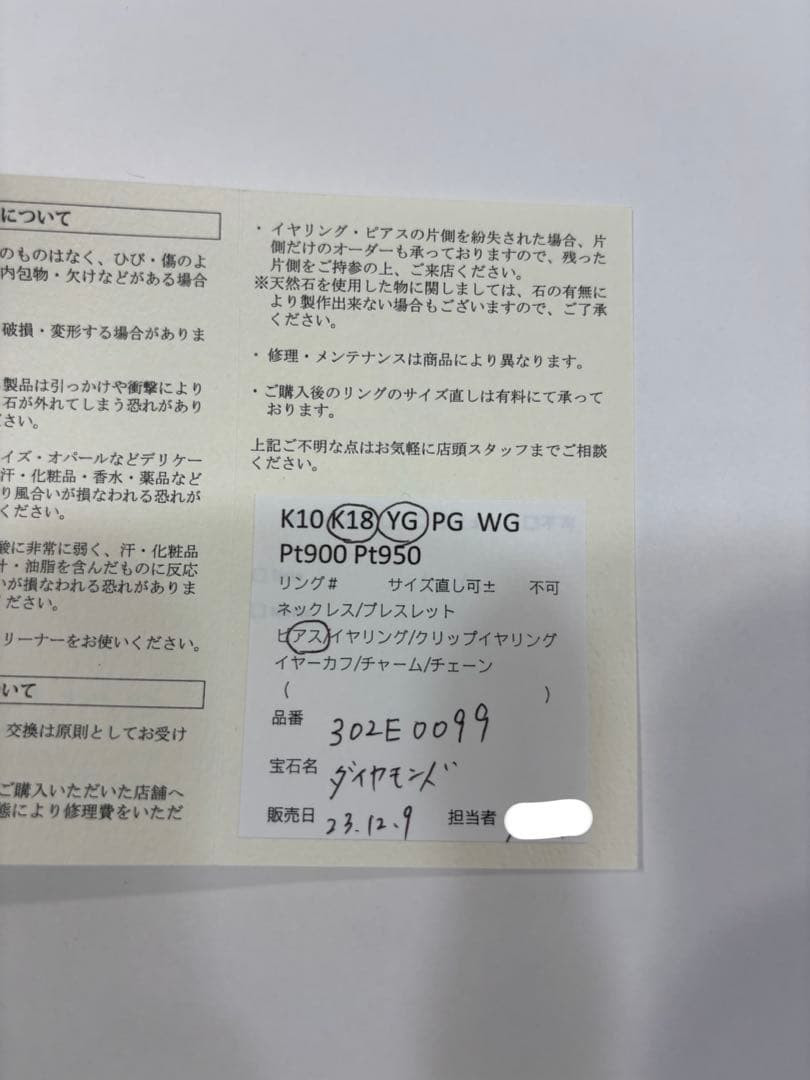 について
のものはなく、ひび・傷のよ
内包物・欠けなどがある場合
破損・変形する場合がありま
製品は引っかけや衝撃により
石が外れてしまう恐れがあり
ださい。
イズ・オパールなどデリケー
汗・化粧品・香水・薬品など
り風合いが損なわれる恐れが
ください。
酸に非常に弱く、汗・化粧品
汁・油脂を含んだものに反応
いが損なわれる恐れがありま
ください。
リーナーをお使いください。
ついて
交換は原則としてお受け
ご購入いただいた店舗へ
態により修理費をいただ
・イヤリング・ピアスの片側を紛失された場合、片
側だけのオーダーも承っておりますので、残った
片側をご持参の上、ご来店ください。
※天然石を使用した物に関しましては、石の有無に
より製作出来ない場合もございますので、ご了承
ください。
・修理・メンテナンスは商品により異なります。
・ご購入後のリングのサイズ直しは有料にて承って
おります。
上記ご不明な点はお気軽に店頭スタッフまでご相談
ください。
K10 K18 YG PG WG
Pt900 Pt950
リング# サイズ直し可± 不可
ネックレス/ブレスレット
ピアス/イヤリング/クリップイヤリング
イヤーカフ/チャーム/チェーン
( )
品番 302E0099
宝石名 ダイヤモンド
販売日 23.12.9 担当者